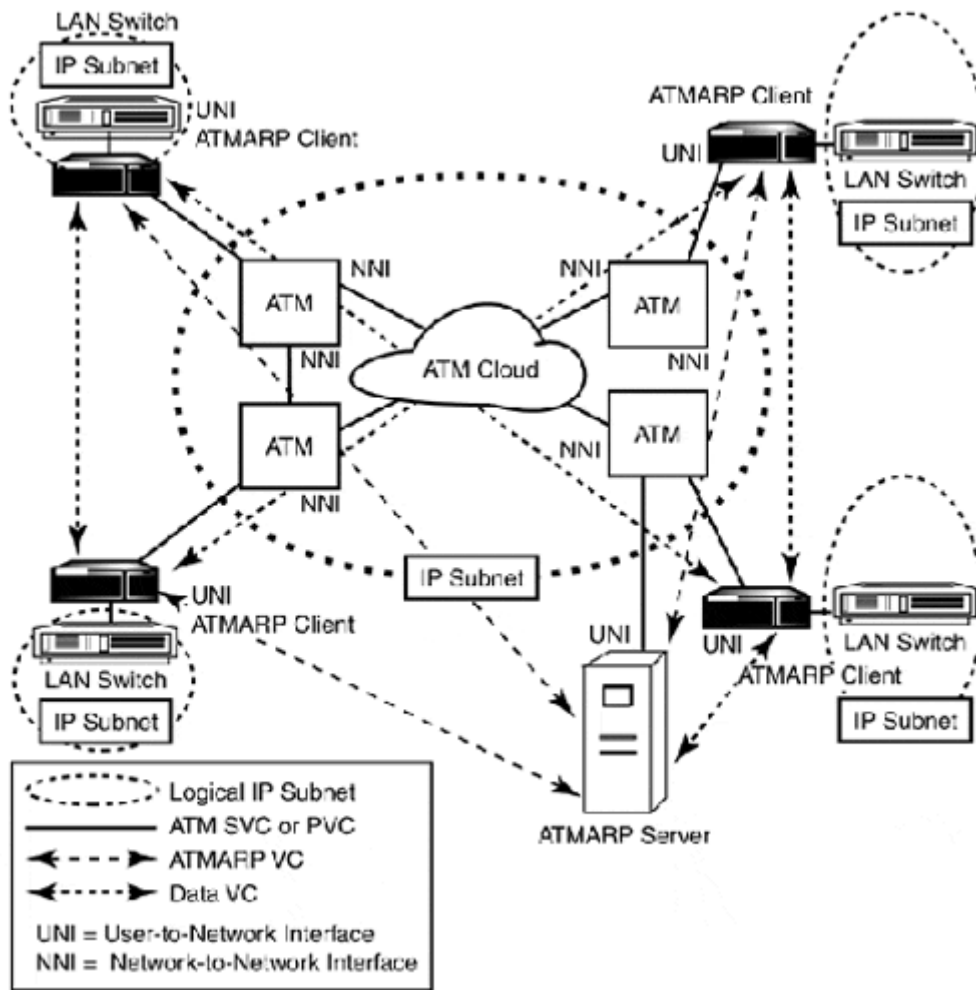 LAN Switch
IP Subnet
UNI
ATMARP Client
ATMARP Client
UNI
LAN Switch
IP Subnet
NNI
NNI
ATM
ATM
NNI
ATM Cloud
NNI
ATM
ATM
NNI
NNI
IP Subnet
UNI
ATMARP Client
LAN Switch
IP Subnet
UNI
UNI
LAN Switch
ATMARP Client
IP Subnet
ATMARP Server
Logical IP Subnet
ATM SVC or PVC
ATMARP VC
Data VC
UNI = User-to-Network Interface
NNI = Network-to-Network Interface